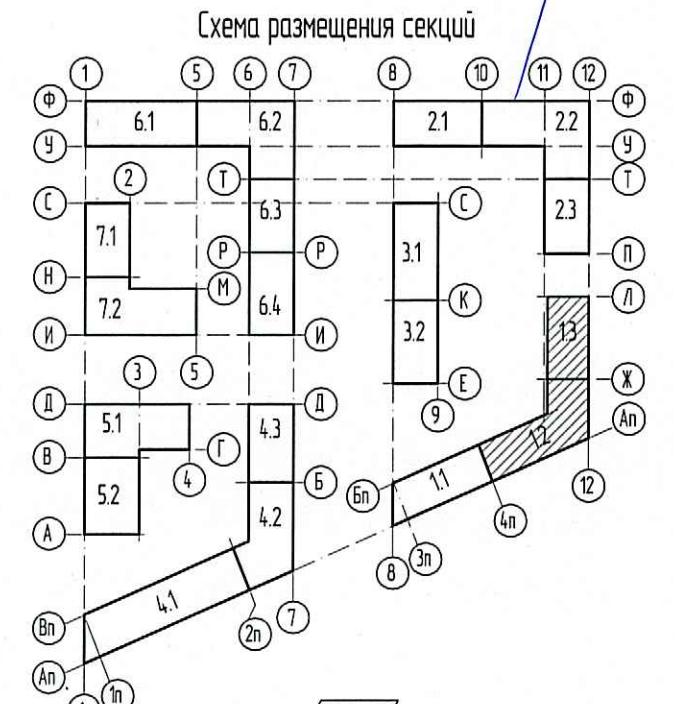 Схема размещения секций
1 5 6 7 8 10 11 12
Ф 6.1 6.2 2.1 2.2 Ф
У У
2 Т Т
С 7.1 6.3 3.1 С 2.3
Р Р П
Н М К Л
7.2 6.4 3.2 1.3
И И
3 5 Е Ж
9
Д 5.1 4.3 Д Ап
Г 1.2
В 4 Б Бп 1.1 12
5.2 4.2 4п
А 8 3п
4.1
Вп 2п 7
Ап 1п